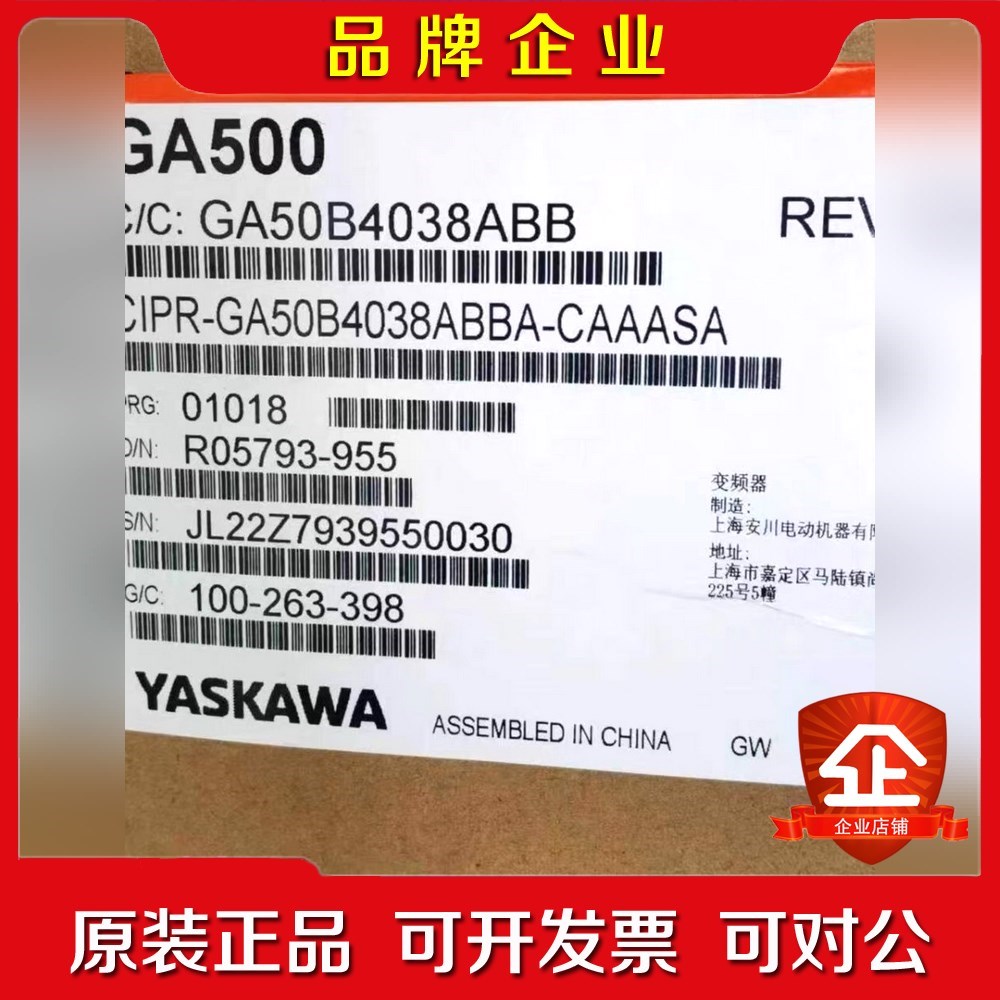 品牌企业
GA500
C/C: GA50B4038ABB
REV
CIPR-GA50B4038ABBA-CAAASA
PRG: 01018
O/N: R05793-955
S/N: JL22Z7939550030
G/C: 100-263-398
变频器
制造:
上海安川电动机器有限
地址:
上海市嘉定区马陆镇尚
225号5幢
YASKAWA
ASSEMBLED IN CHINA
GW
企
企业店铺
原装正品 可开发票 可对公